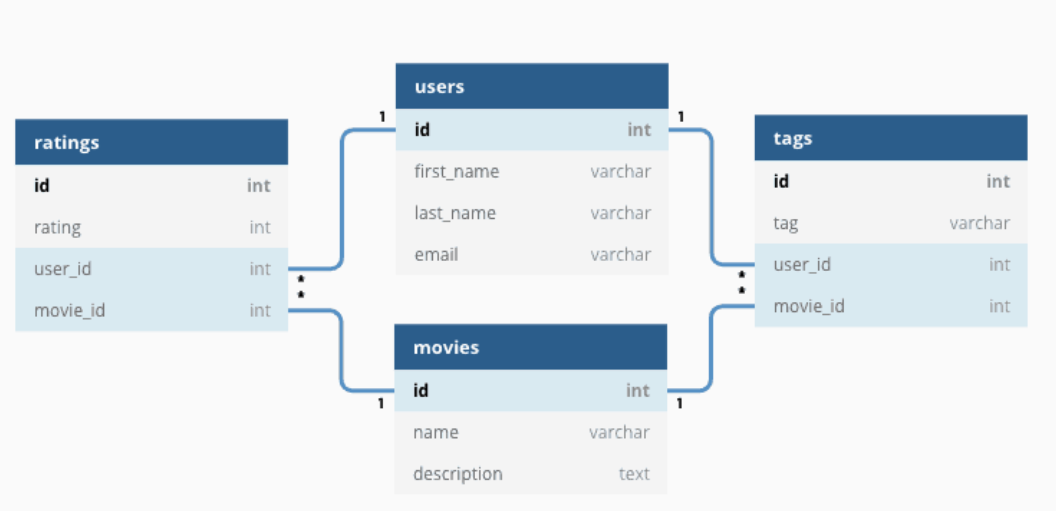 users
1
id int
1
first_name varchar
last_name varchar
email varchar
ratings
id int
rating int
user_id int
*
movie_id int
*
tags
id int
tag varchar
user_id int
*
movie_id int
*
movies
id int
1
1
name varchar
description text